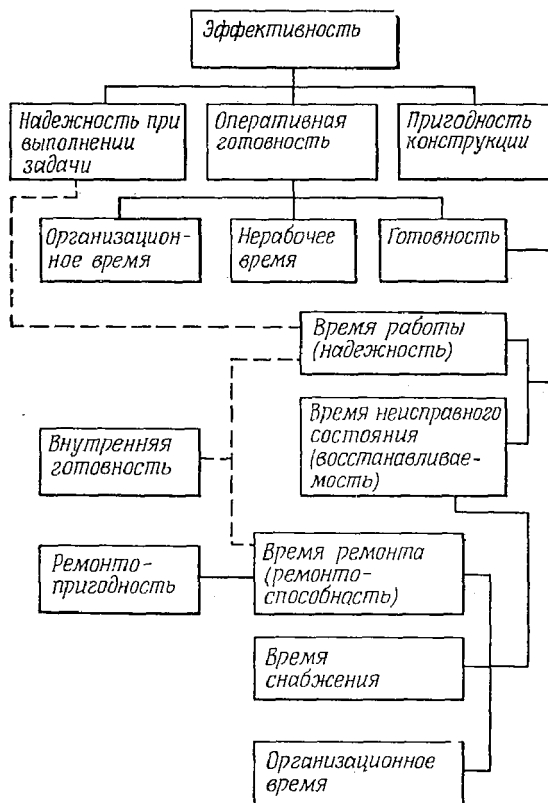 Эффективность
Надежность при
выполнении
задачи
Оперативная
готовность
Пригодность
конструкции
Организацион-
ное время
Нерабочее
время
Готовность
Время работы
(надежность)
Время неисправного
состояния
(восстанавливае-
мость)
Внутренняя
готовность
Ремонто-
пригодность
Время ремонта
(ремонто-
способность)
Время
снабжения
Организационное
время